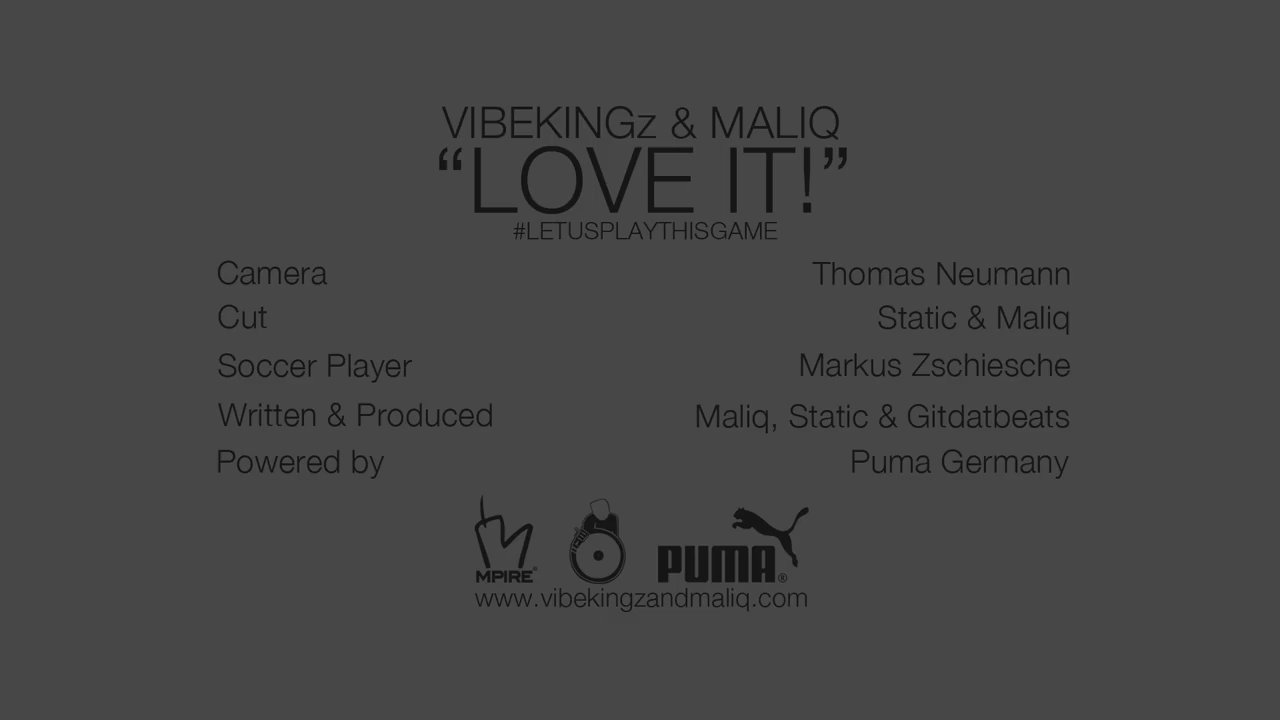 VIBEKINGz & MALIQ
“LOVE IT!”
#LETUSPLAYTHISGAME
Camera Thomas Neumann
Cut Static & Maliq
Soccer Player Markus Zschiesche
Written & Produced Maliq, Static & Gitdatbeats
Powered by Puma Germany
MPIRE® PUMA®
www.vibekingzandmaliq.com